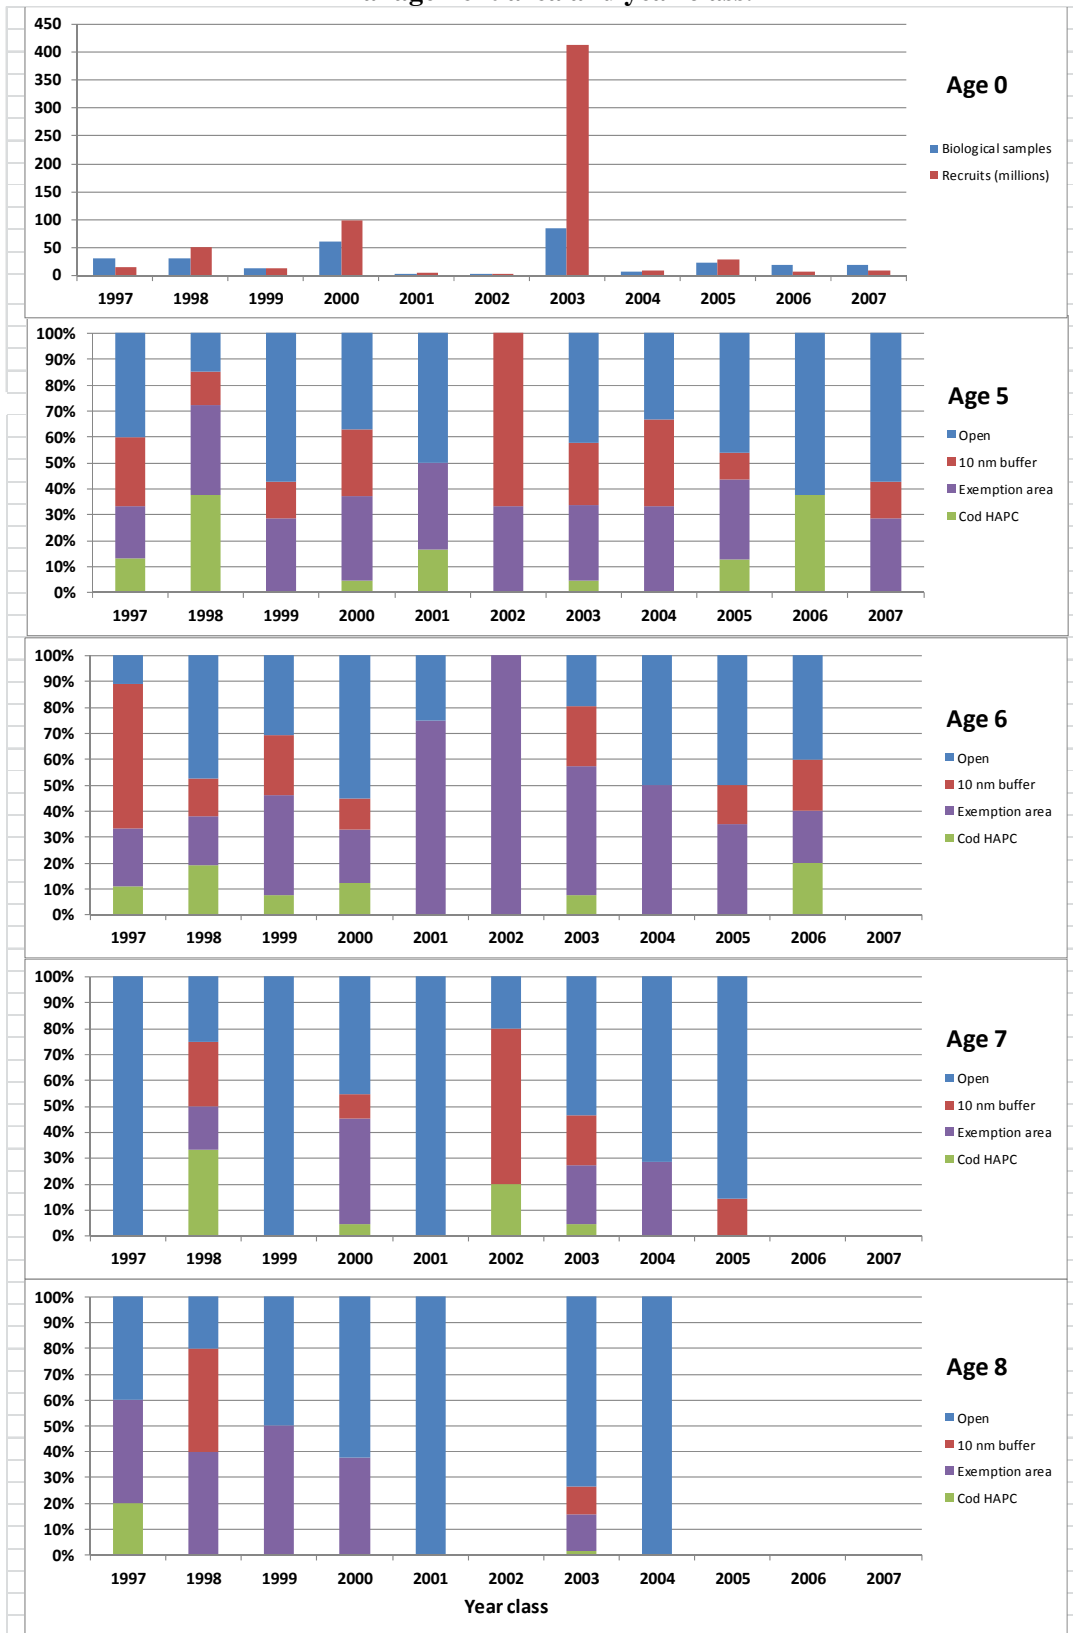 and year class.
450
400
350
300
250
200
150
100
50
0
1997 1998 1999 2000 2001 2002 2003 2004 2005 2006 2007
Age 0
Biological samples
Recruits (millions)
100%
90%
80%
70%
60%
50%
40%
30%
20%
10%
0%
1997 1998 1999 2000 2001 2002 2003 2004 2005 2006 2007
Age 5
Open
10 nm buffer
Exemption area
Cod HAPC
100%
90%
80%
70%
60%
50%
40%
30%
20%
10%
0%
1997 1998 1999 2000 2001 2002 2003 2004 2005 2006 2007
Age 6
Open
10 nm buffer
Exemption area
Cod HAPC
100%
90%
80%
70%
60%
50%
40%
30%
20%
10%
0%
1997 1998 1999 2000 2001 2002 2003 2004 2005 2006 2007
Age 7
Open
10 nm buffer
Exemption area
Cod HAPC
100%
90%
80%
70%
60%
50%
40%
30%
20%
10%
0%
1997 1998 1999 2000 2001 2002 2003 2004 2005 2006 2007
Year class
Age 8
Open
10 nm buffer
Exemption area
Cod HAPC